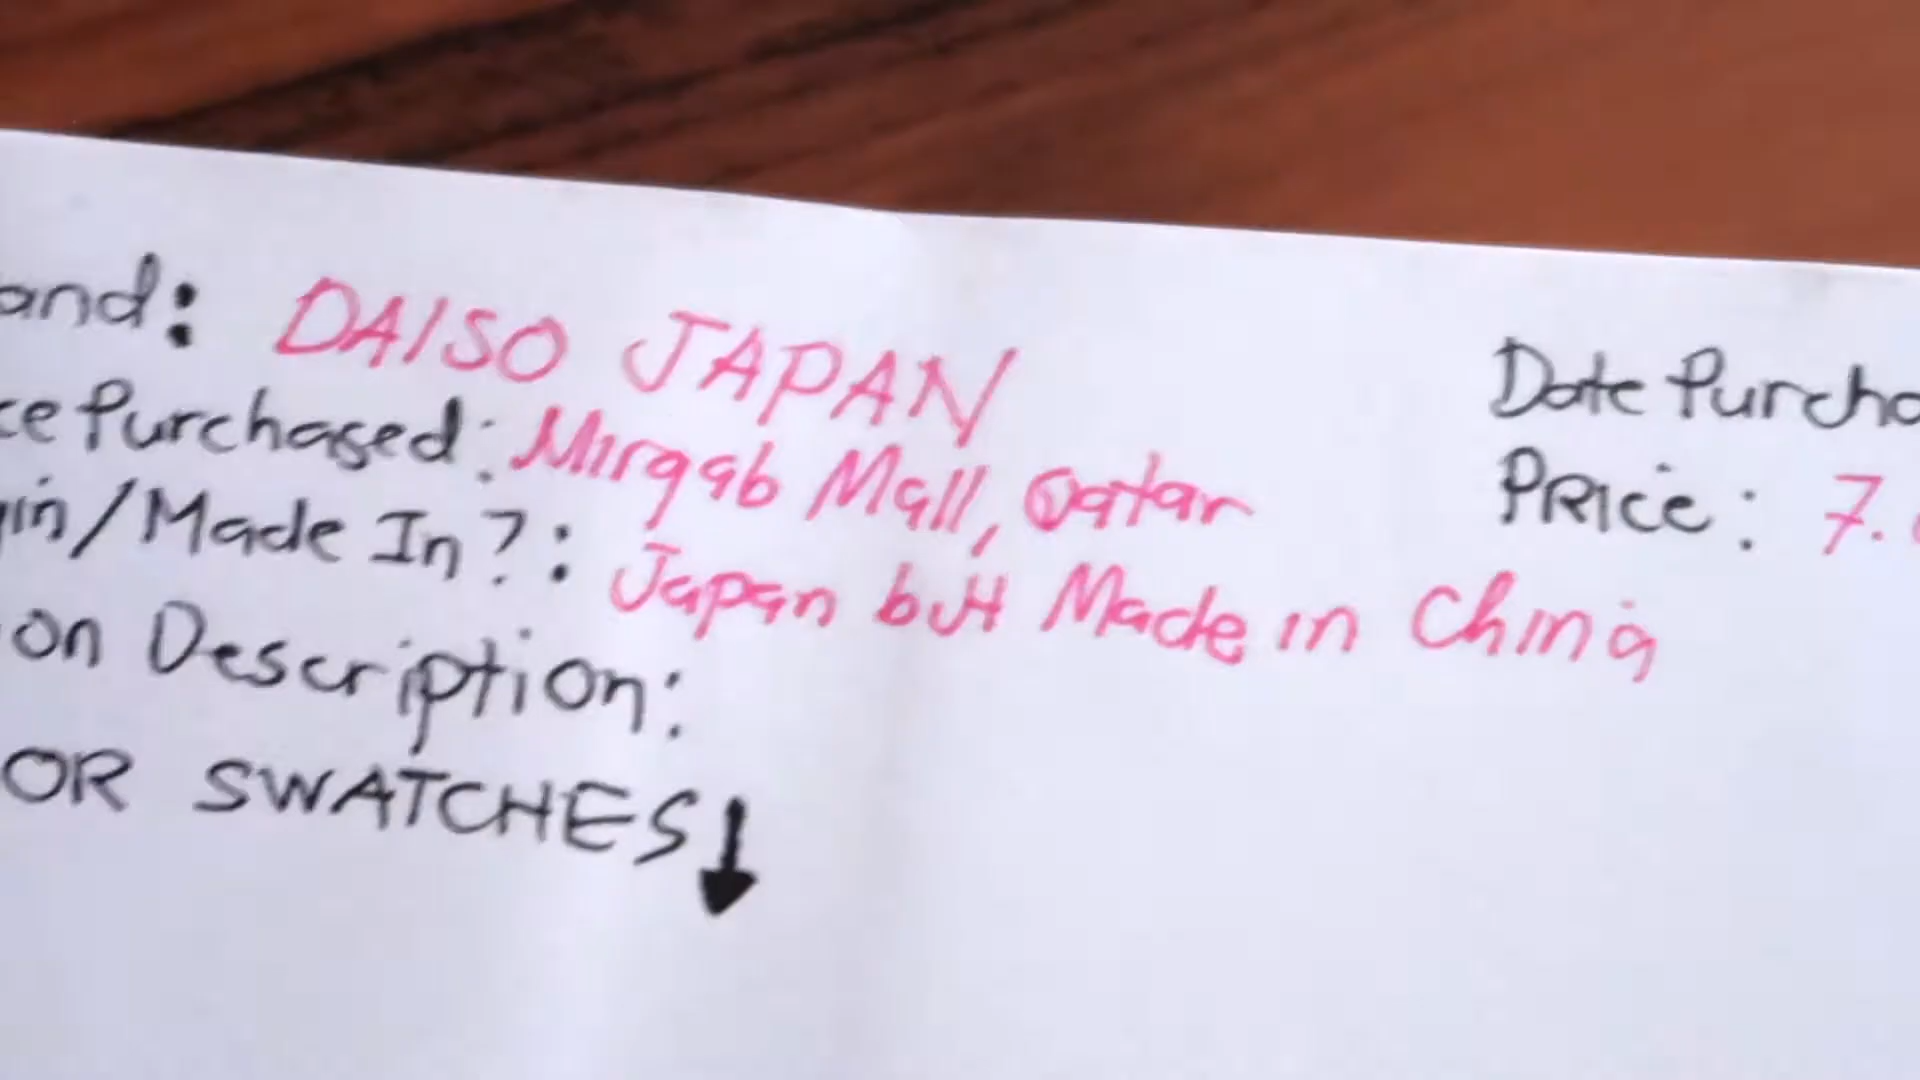 and: DAISO JAPAN
ce Purchased: Mirqab Mall, Qatar
gin/Made In?: Japan but Made in China
on Description:
OR SWATCHES
Date Purcha
PRice: 7.